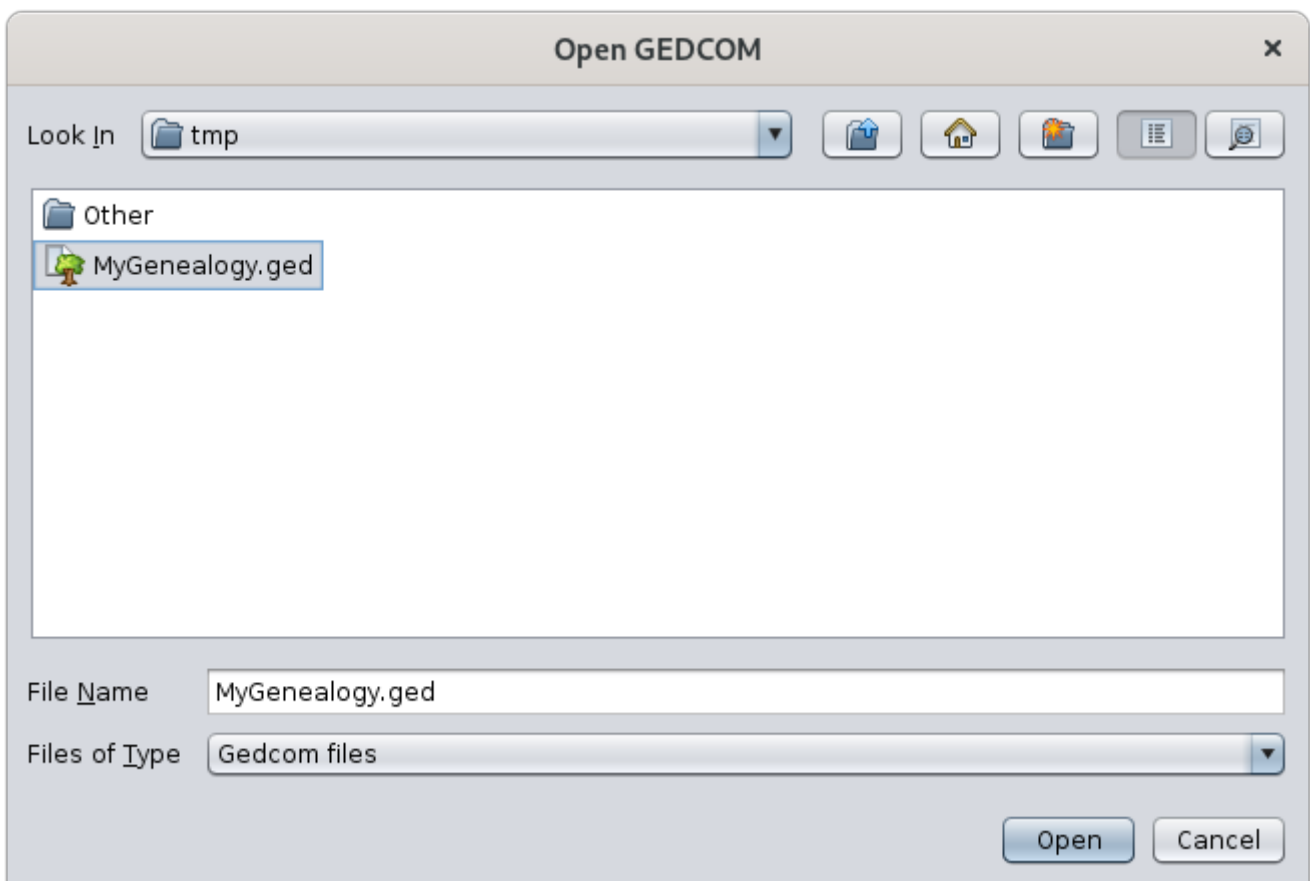 Open GEDCOM
Look In tmp
Other
MyGenealogy.ged
File Name MyGenealogy.ged
Files of Type Gedcom files
Open Cancel